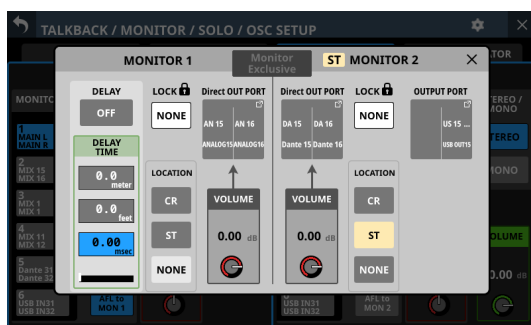 TALKBACK / MONITOR / SOLO / OSC SETUP
MONITOR 1
Monitor
Exclusive
ST MONITOR 2
DELAY
OFF
DELAY
TIME
0.0
meter
0.0
feet
0.00
msec
LOCK
NONE
LOCATION
CR
ST
NONE
Direct OUT PORT
AN 15 AN 16
ANALOG15 ANALOG16
VOLUME
0.00 dB
Direct OUT PORT
DA 15 DA 16
Dante 15 Dante 16
VOLUME
0.00 dB
LOCK
NONE
LOCATION
CR
ST
NONE
OUTPUT PORT
US 15 ...
USB OUT15
MONITC
1
MAIN L
MAIN R
2
MIX 15
MIX 16
3
MIX 1
MIX 1
4
MIX 11
MIX 12
5
Dante 31
Dante 32
6
USB IN31
USB IN32
AFL to
MON 1
USB IN31
USB IN32
AFL to
MON 2
TOR
TEREO /
MONO
TEREO
MONO
OLUME
0.00 dB